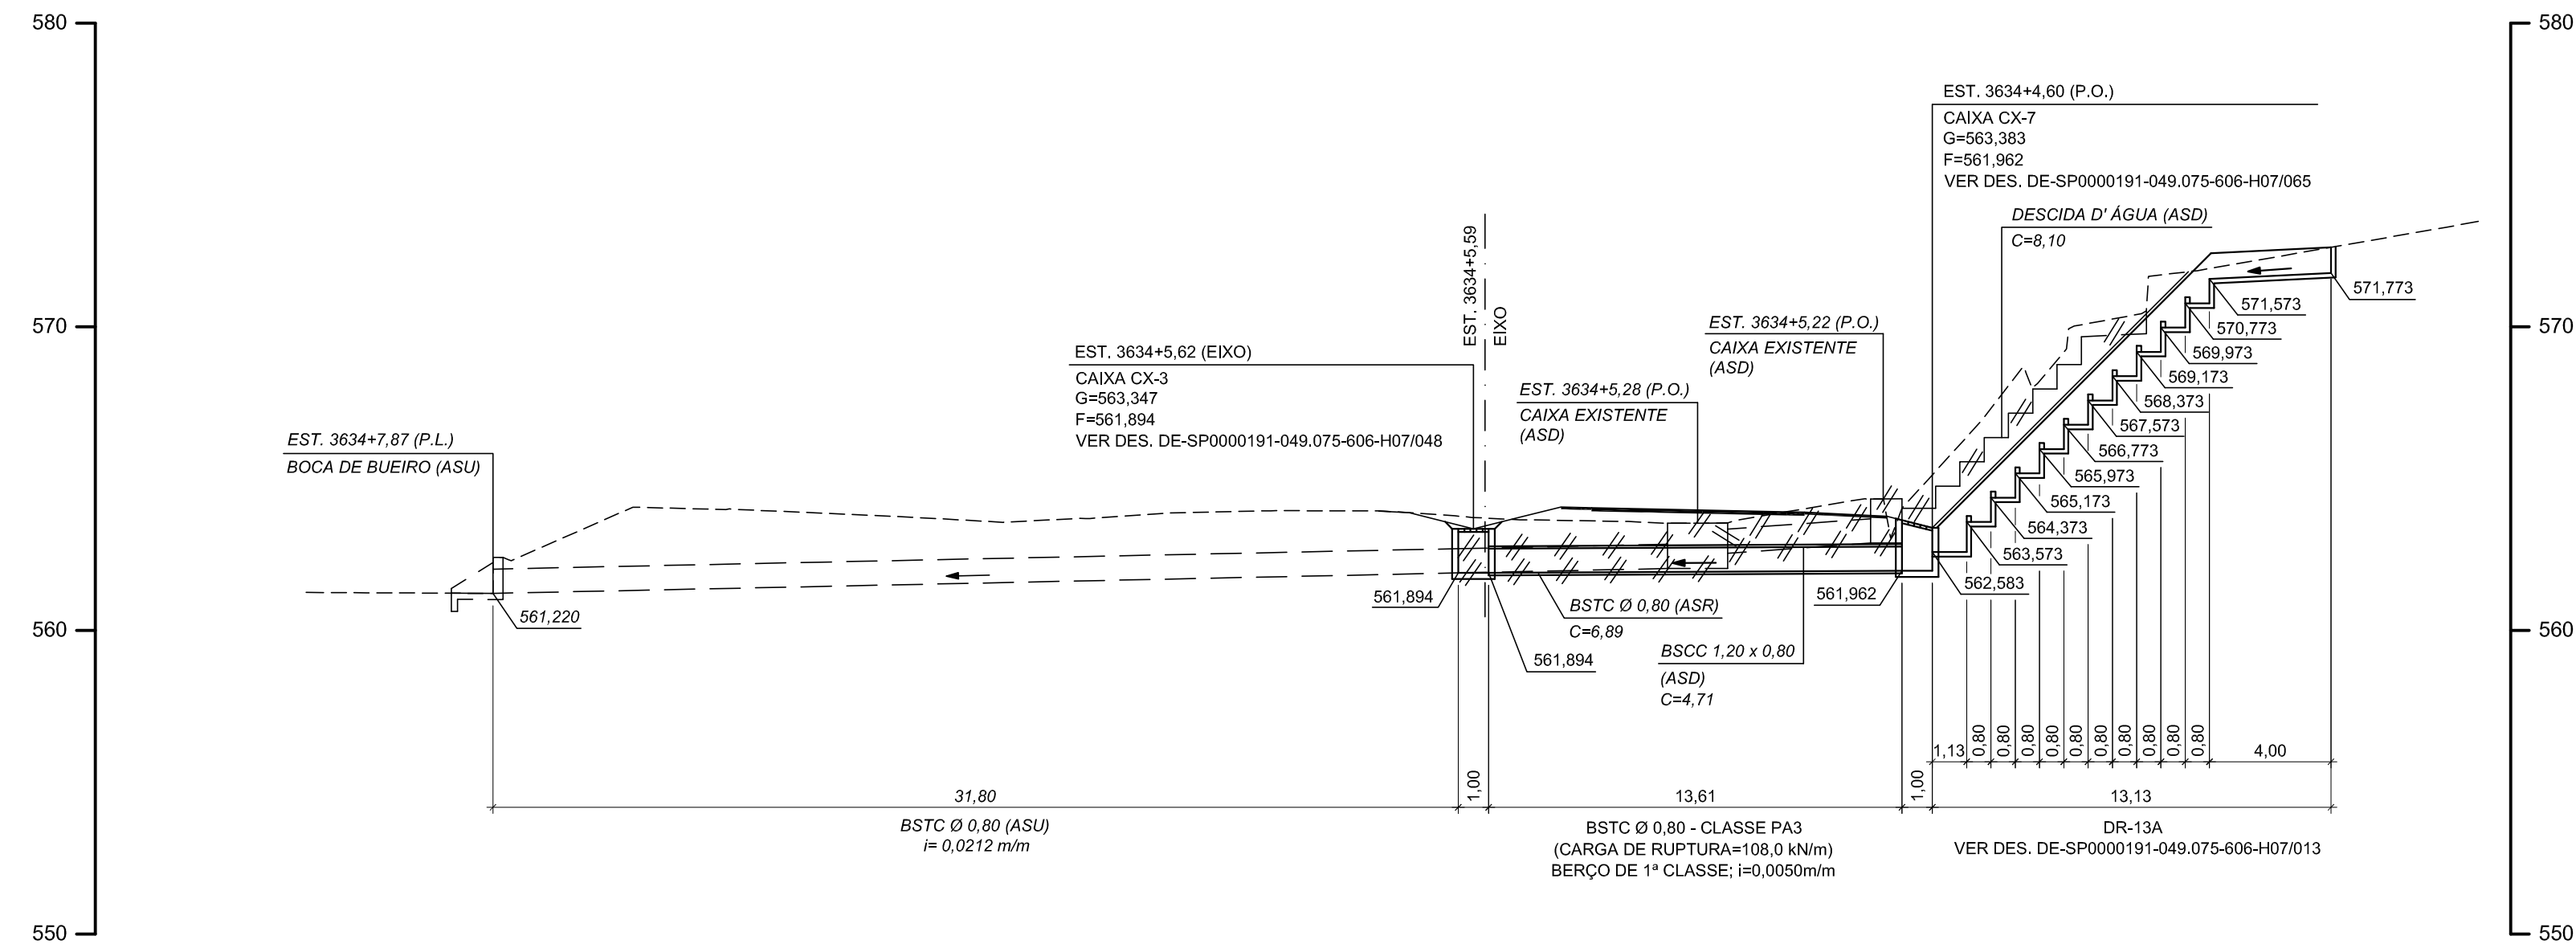 580
570
560
550
EST. 3634+7,87 (P.L.)
BOCA DE BUEIRO (ASU)
561,220
EST. 3634+5,62 (EIXO)
CAIXA CX-3
G=563,347
F=561,894
VER DES. DE-SP0000191-049.075-606-H07/048
EST. 3634+5,59
EIXO
EST. 3634+5,28 (P.O.)
CAIXA EXISTENTE
(ASD)
EST. 3634+5,22 (P.O.)
CAIXA EXISTENTE
(ASD)
EST. 3634+4,60 (P.O.)
CAIXA CX-7
G=563,383
F=561,962
VER DES. DE-SP0000191-049.075-606-H07/065
DESCIDA D' ÁGUA (ASD)
C=8,10
571,773
571,573
570,773
569,973
569,173
568,373
567,573
566,773
565,973
565,173
564,373
563,573
562,583
561,894
561,894
561,962
BSTC Ø 0,80 (ASR)
C=6,89
BSCC 1,20 x 0,80
(ASD)
C=4,71
1,13
0,80
0,80
0,80
0,80
0,80
0,80
0,80
0,80
0,80
0,80
4,00
31,80
1,00
13,61
1,00
13,13
BSTC Ø 0,80 (ASU)
i= 0,0212 m/m
BSTC Ø 0,80 - CLASSE PA3
(CARGA DE RUPTURA=108,0 kN/m)
BERÇO DE 1ª CLASSE; i=0,0050m/m
DR-13A
VER DES. DE-SP0000191-049.075-606-H07/013
580
570
560
550